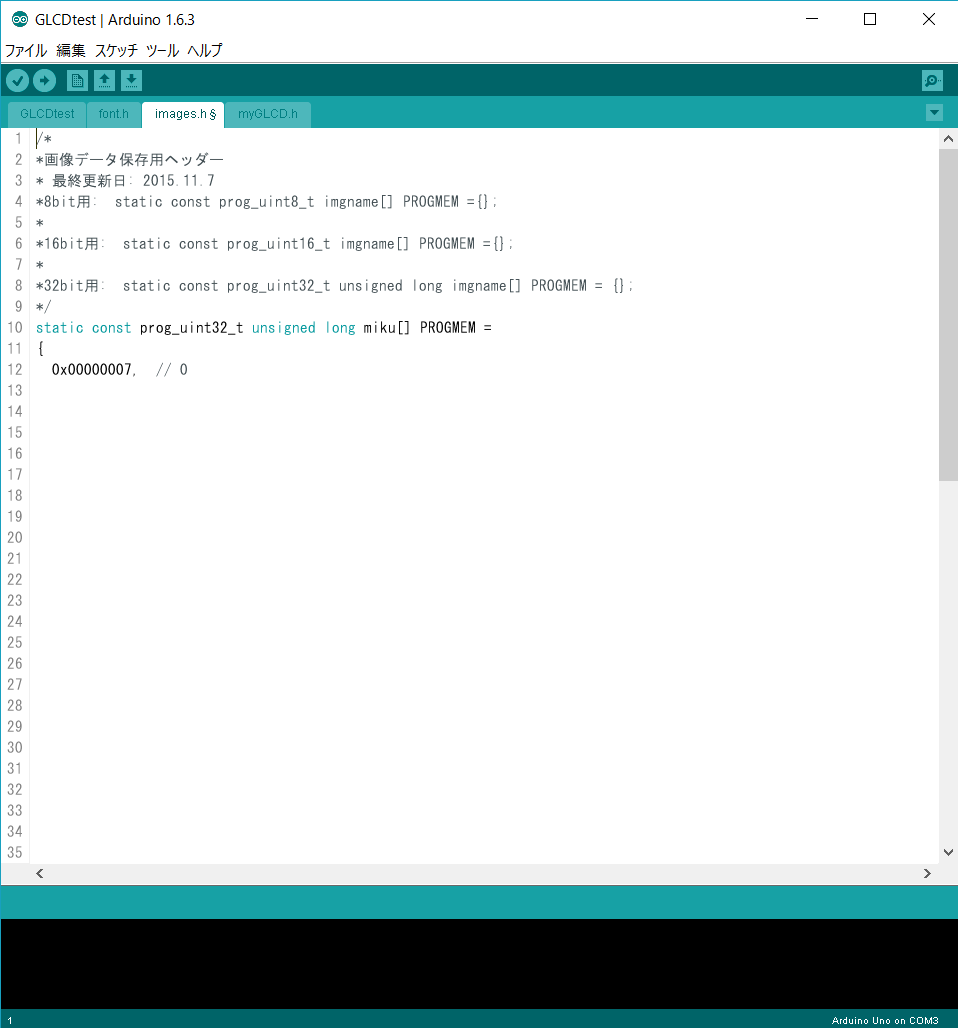 GLCDtest | Arduino 1.6.3
ファイル 編集 スケッチ ツール ヘルプ
GLCDtest font.h images.h § myGLCD.h
1 /*
2 *画像データ保存用ヘッダー
3 * 最終更新日: 2015.11.7
4 *8bit用: static const prog_uint8_t imgname[] PROGMEM ={};
5 *
6 *16bit用: static const prog_uint16_t imgname[] PROGMEM ={};
7 *
8 *32bit用: static const prog_uint32_t unsigned long imgname[] PROGMEM = {};
9 */
10 static const prog_uint32_t unsigned long miku[] PROGMEM =
11 {
12 0x00000007, // 0
13
14
15
16
17
18
19
20
21
22
23
24
25
26
27
28
29
30
31
32
33
34
35
1 Arduino Uno on COM3